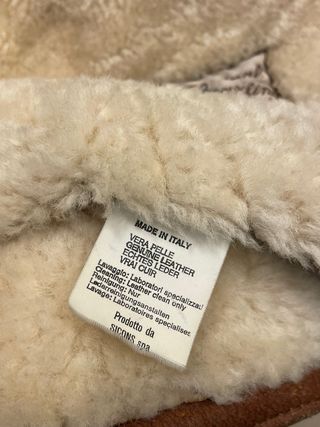 MADE IN ITALY
VERA PELLE
GENUINE LEATHER
ECHTES LEDER
VRAI CUIR
Lavaggio: Laboratori specializzat
Cleaning: Leather clean only
Reinigung: Nur
Lederreinigungsanstalten
Lavage: Laboratoires specialises
Prodotto da
SICONS spa